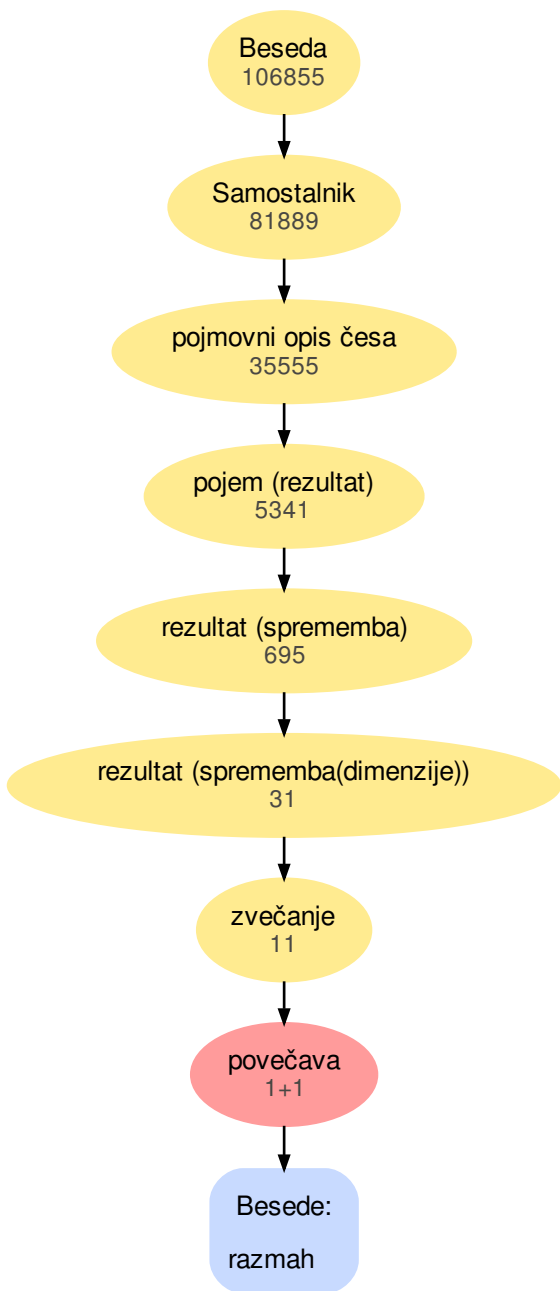 Beseda
106855
Samostalnik
81889
pojmovni opis česa
35555
pojem (rezultat)
5341
rezultat (sprememba)
695
rezultat (sprememba(dimenzije))
31
zvečanje
11
povečava
1+1
Besede:
razmah